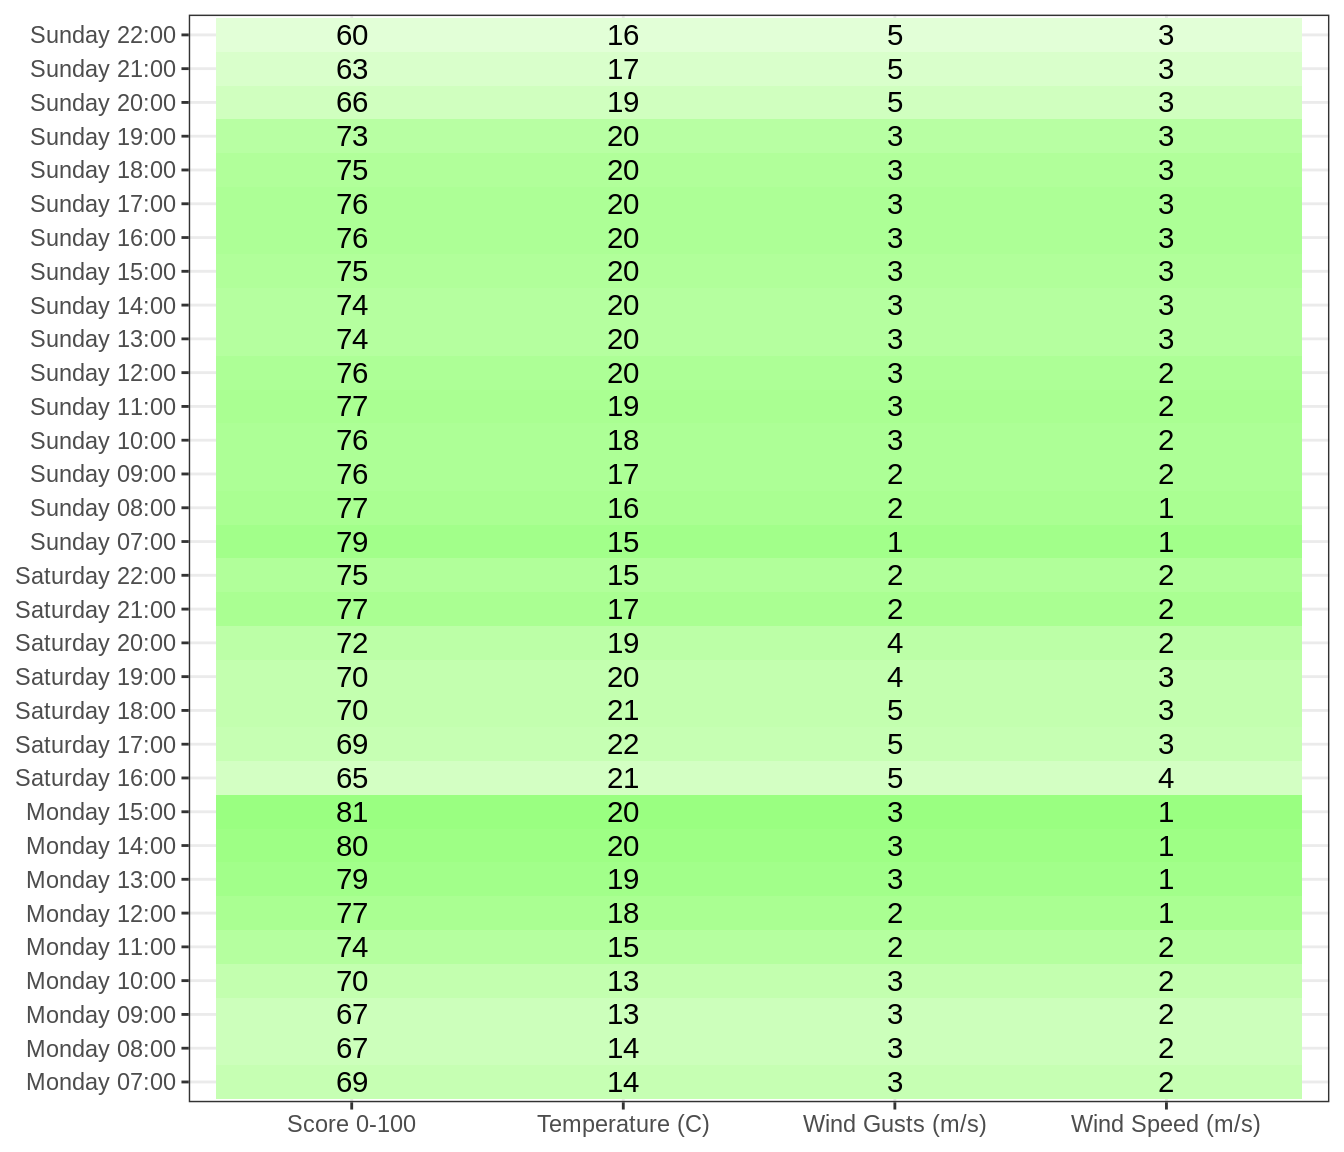 Sunday 22:00 60 16 5 3
Sunday 21:00 63 17 5 3
Sunday 20:00 66 19 5 3
Sunday 19:00 73 20 3 3
Sunday 18:00 75 20 3 3
Sunday 17:00 76 20 3 3
Sunday 16:00 76 20 3 3
Sunday 15:00 75 20 3 3
Sunday 14:00 74 20 3 3
Sunday 13:00 74 20 3 3
Sunday 12:00 76 20 3 2
Sunday 11:00 77 19 3 2
Sunday 10:00 76 18 3 2
Sunday 09:00 76 17 2 2
Sunday 08:00 77 16 2 1
Sunday 07:00 79 15 1 1
Saturday 22:00 75 15 2 2
Saturday 21:00 77 17 2 2
Saturday 20:00 72 19 4 2
Saturday 19:00 70 20 4 3
Saturday 18:00 70 21 5 3
Saturday 17:00 69 22 5 3
Saturday 16:00 65 21 5 4
Monday 15:00 81 20 3 1
Monday 14:00 80 20 3 1
Monday 13:00 79 19 3 1
Monday 12:00 77 18 2 1
Monday 11:00 74 15 2 2
Monday 10:00 70 13 3 2
Monday 09:00 67 13 3 2
Monday 08:00 67 14 3 2
Monday 07:00 69 14 3 2
Score 0-100 Temperature (C) Wind Gusts (m/s) Wind Speed (m/s)